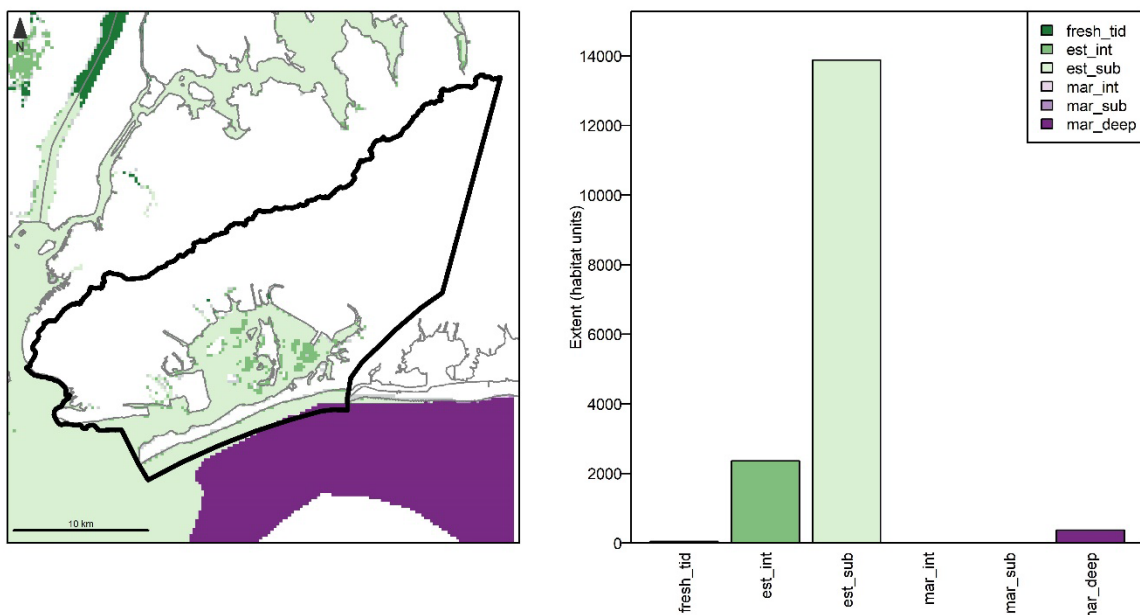 N
10 km
Extent (habitat units)
14000
12000
10000
8000
6000
4000
2000
0
fresh_tid
est_int
est_sub
mar_int
mar_sub
mar_deep
fresh_tid
est_int
est_sub
mar_int
mar_sub
mar_deep